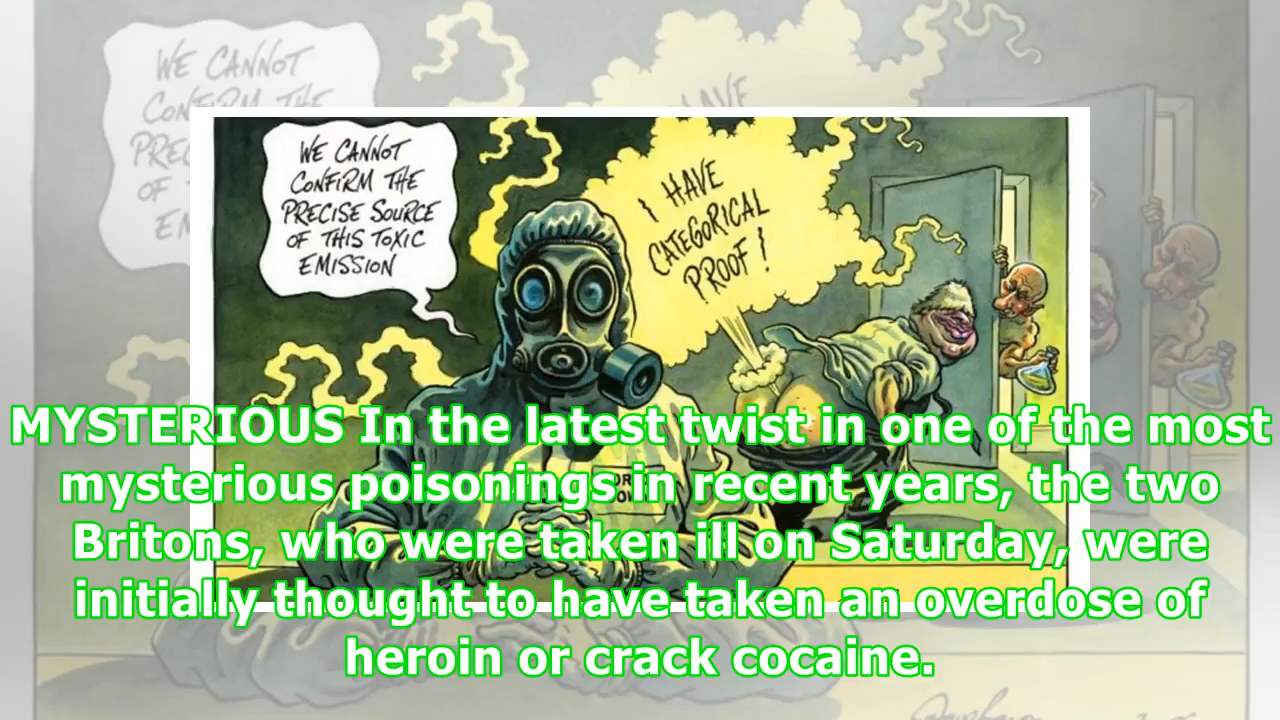 WE CANNOT
CONFIRM THE
PRECISE SOURCE
OF THIS TOXIC
EMISSION
I HAVE
CATEGORICAL
PROOF!
MYSTERIOUS In the latest twist in one of the most
mysterious poisonings in recent years, the two
Britons, who were taken ill on Saturday, were
initially thought to have taken an overdose of
heroin or crack cocaine.